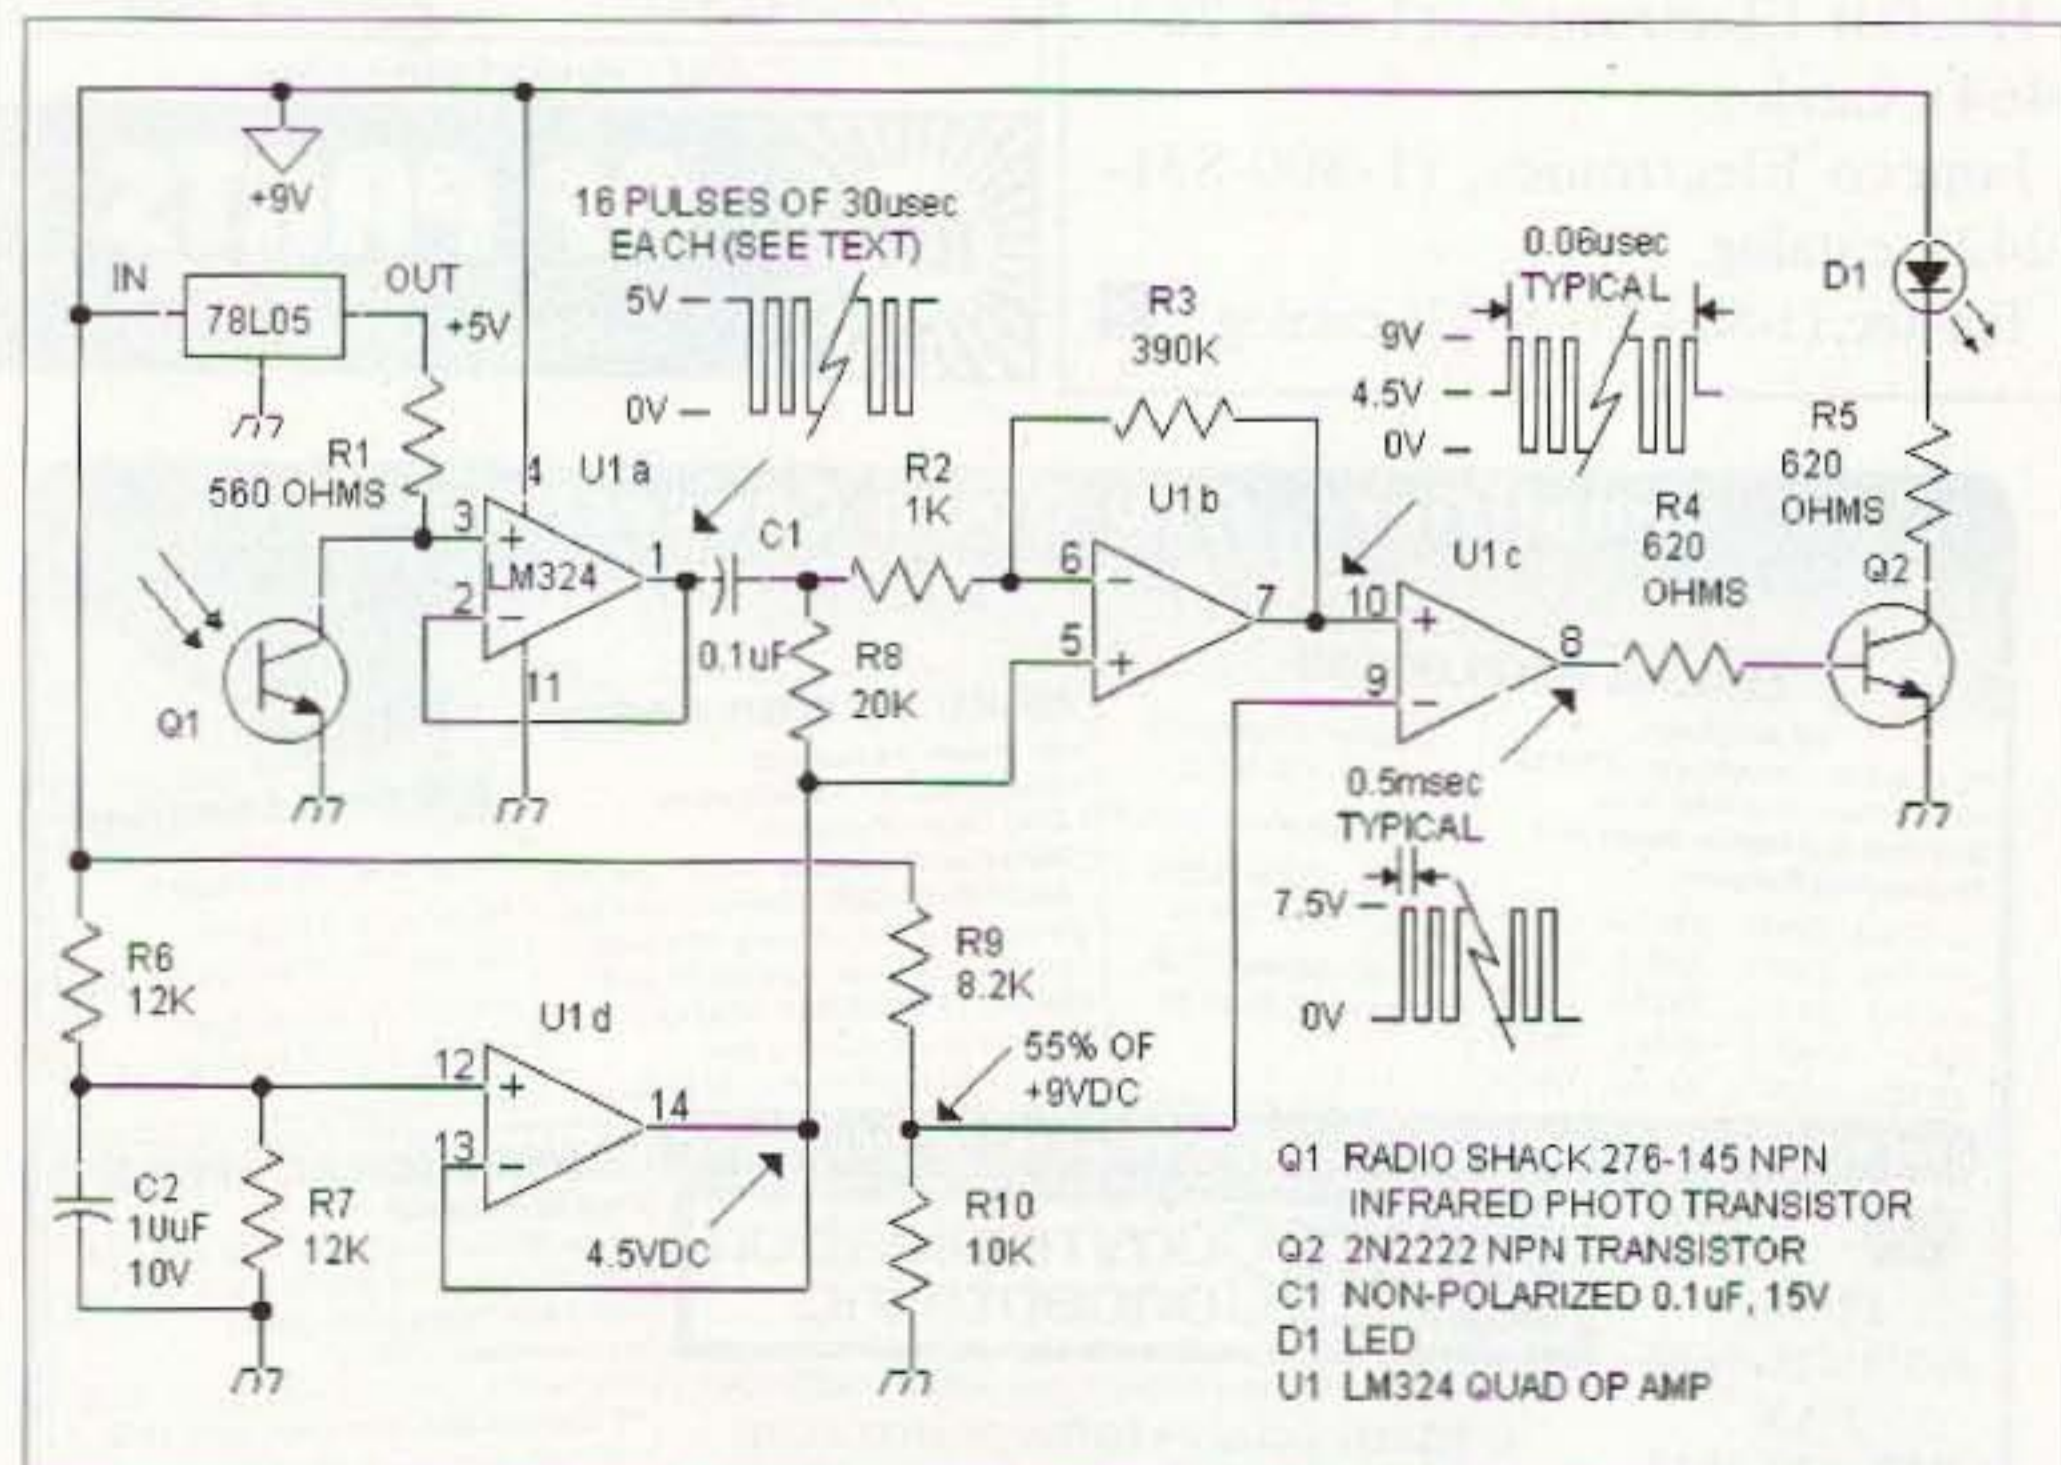 +9V
IN
78L05
OUT
+5V
R1
560 OHMS
16 PULSES OF 30usec
EACH (SEE TEXT)
5V
0V
U1a
4
3
+
LM324
2
−
1
11
Q1
C1
0.1uF
R2
1K
R8
20K
R3
390K
U1b
6
−
5
+
7
0.06usec
TYPICAL
9V
4.5V
0V
U1c
10
+
9
−
8
R4
620
OHMS
D1
R5
620
OHMS
Q2
0.5msec
TYPICAL
7.5V
0V
R6
12K
C2
10uF
10V
R7
12K
U1d
12
+
13
−
14
4.5VDC
R9
8.2K
55% OF
+9VDC
R10
10K
Q1 RADIO SHACK 276-145 NPN
INFRARED PHOTO TRANSISTOR
Q2 2N2222 NPN TRANSISTOR
C1 NON-POLARIZED 0.1uF, 15V
D1 LED
U1 LM324 QUAD OP AMP